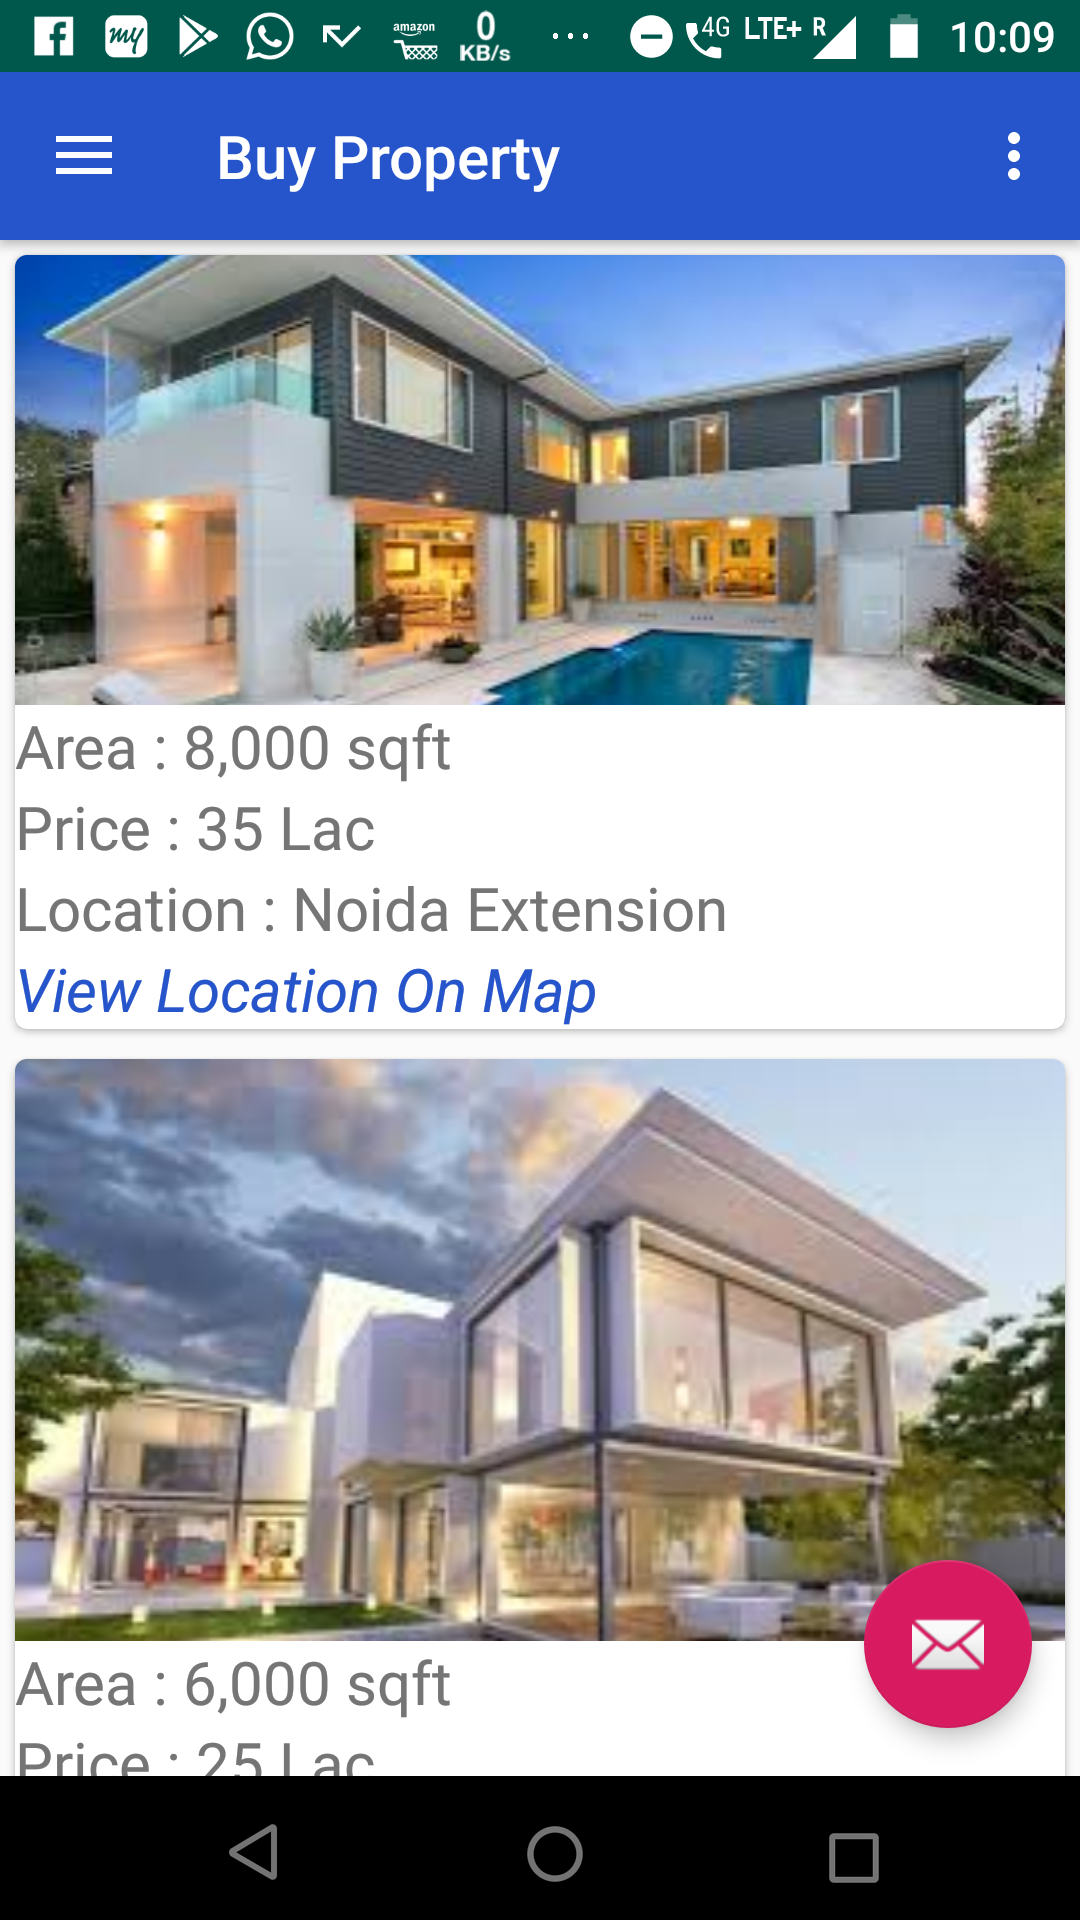 my
amazon
0
KB/s
...
4G
LTE+
R
10:09
Buy Property
Area : 8,000 sqft
Price : 35 Lac
Location : Noida Extension
View Location On Map
Area : 6,000 sqft
Price : 25 Lac